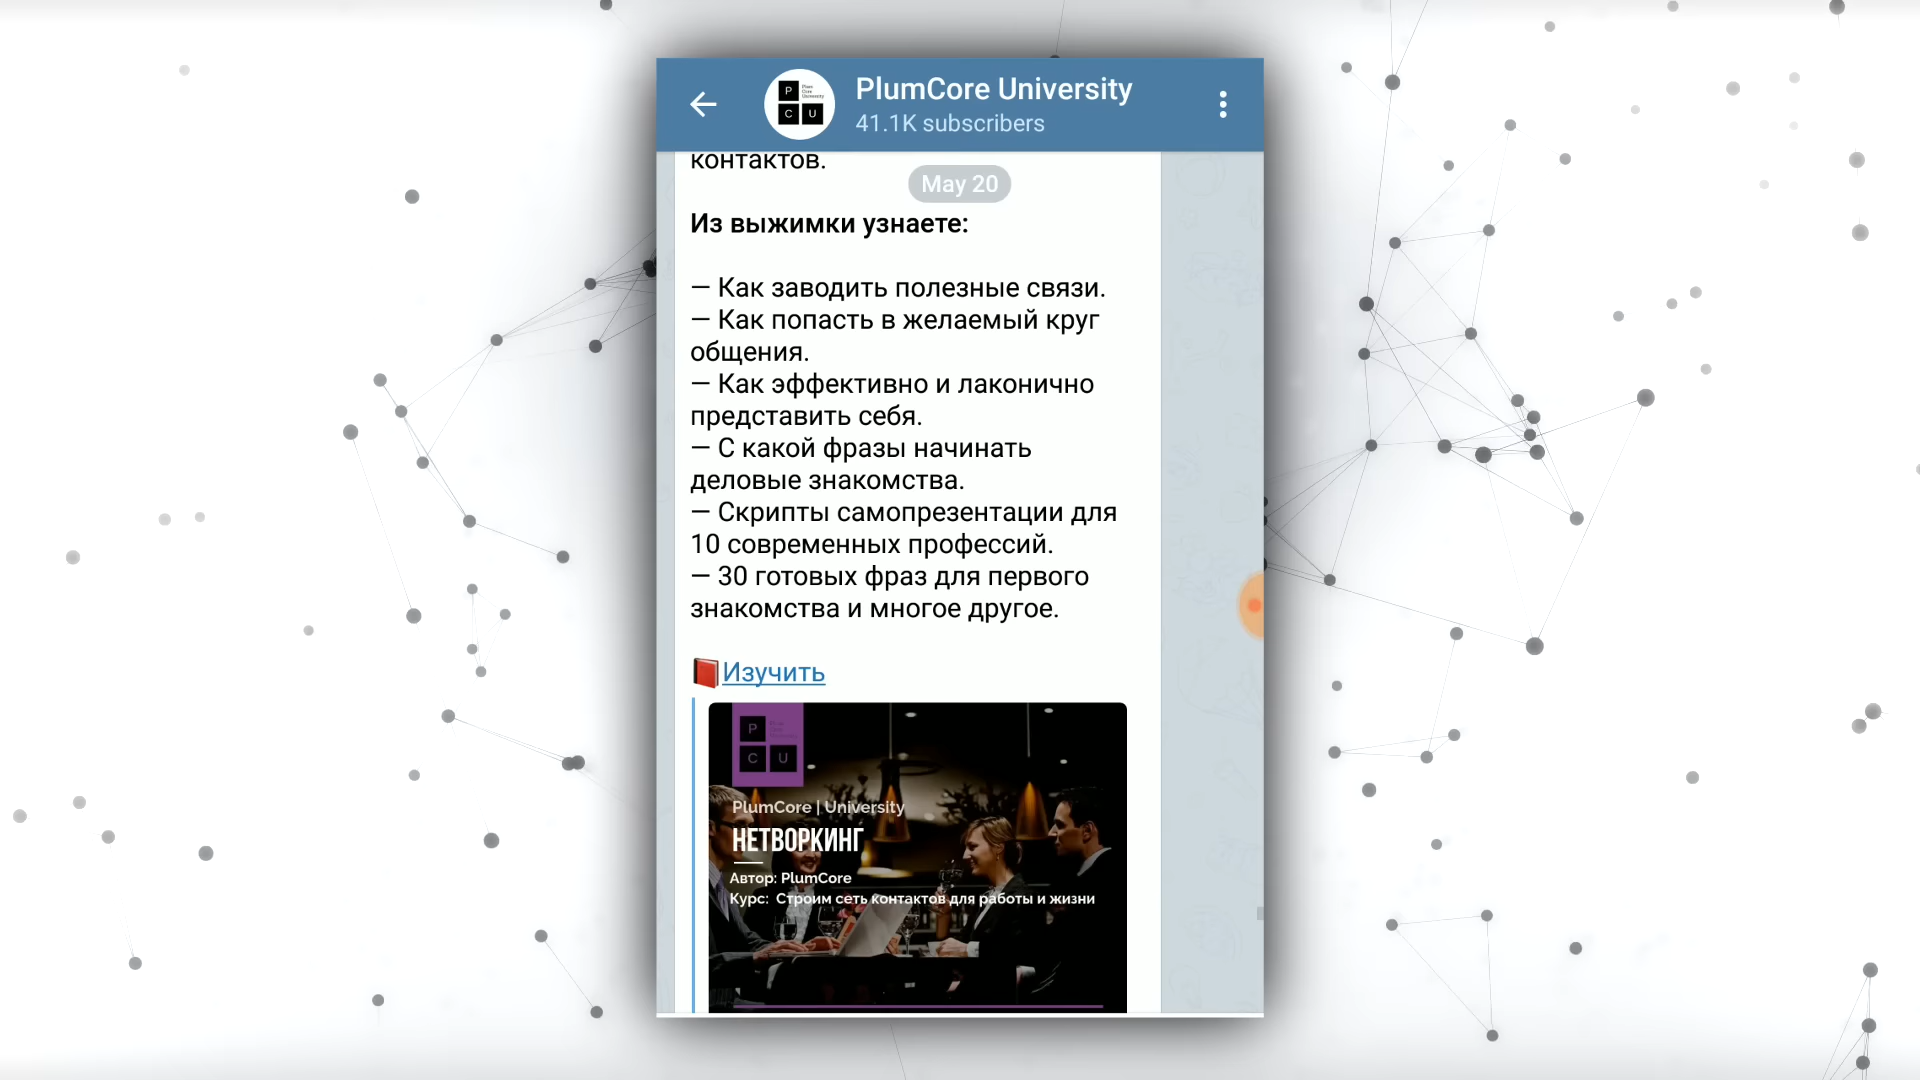 P
C U
PlumCore University
41.1K subscribers
контактов.
May 20
Из выжимки узнаете:
— Как заводить полезные связи.
— Как попасть в желаемый круг
общения.
— Как эффективно и лаконично
представить себя.
— С какой фразы начинать
деловые знакомства.
— Скрипты самопрезентации для
10 современных профессий.
— 30 готовых фраз для первого
знакомства и многое другое.
Изучить
P
C U
PlumCore | University
НЕТВОРКИНГ
Автор: PlumCore
Курс: Строим сеть контактов для работы и жизни